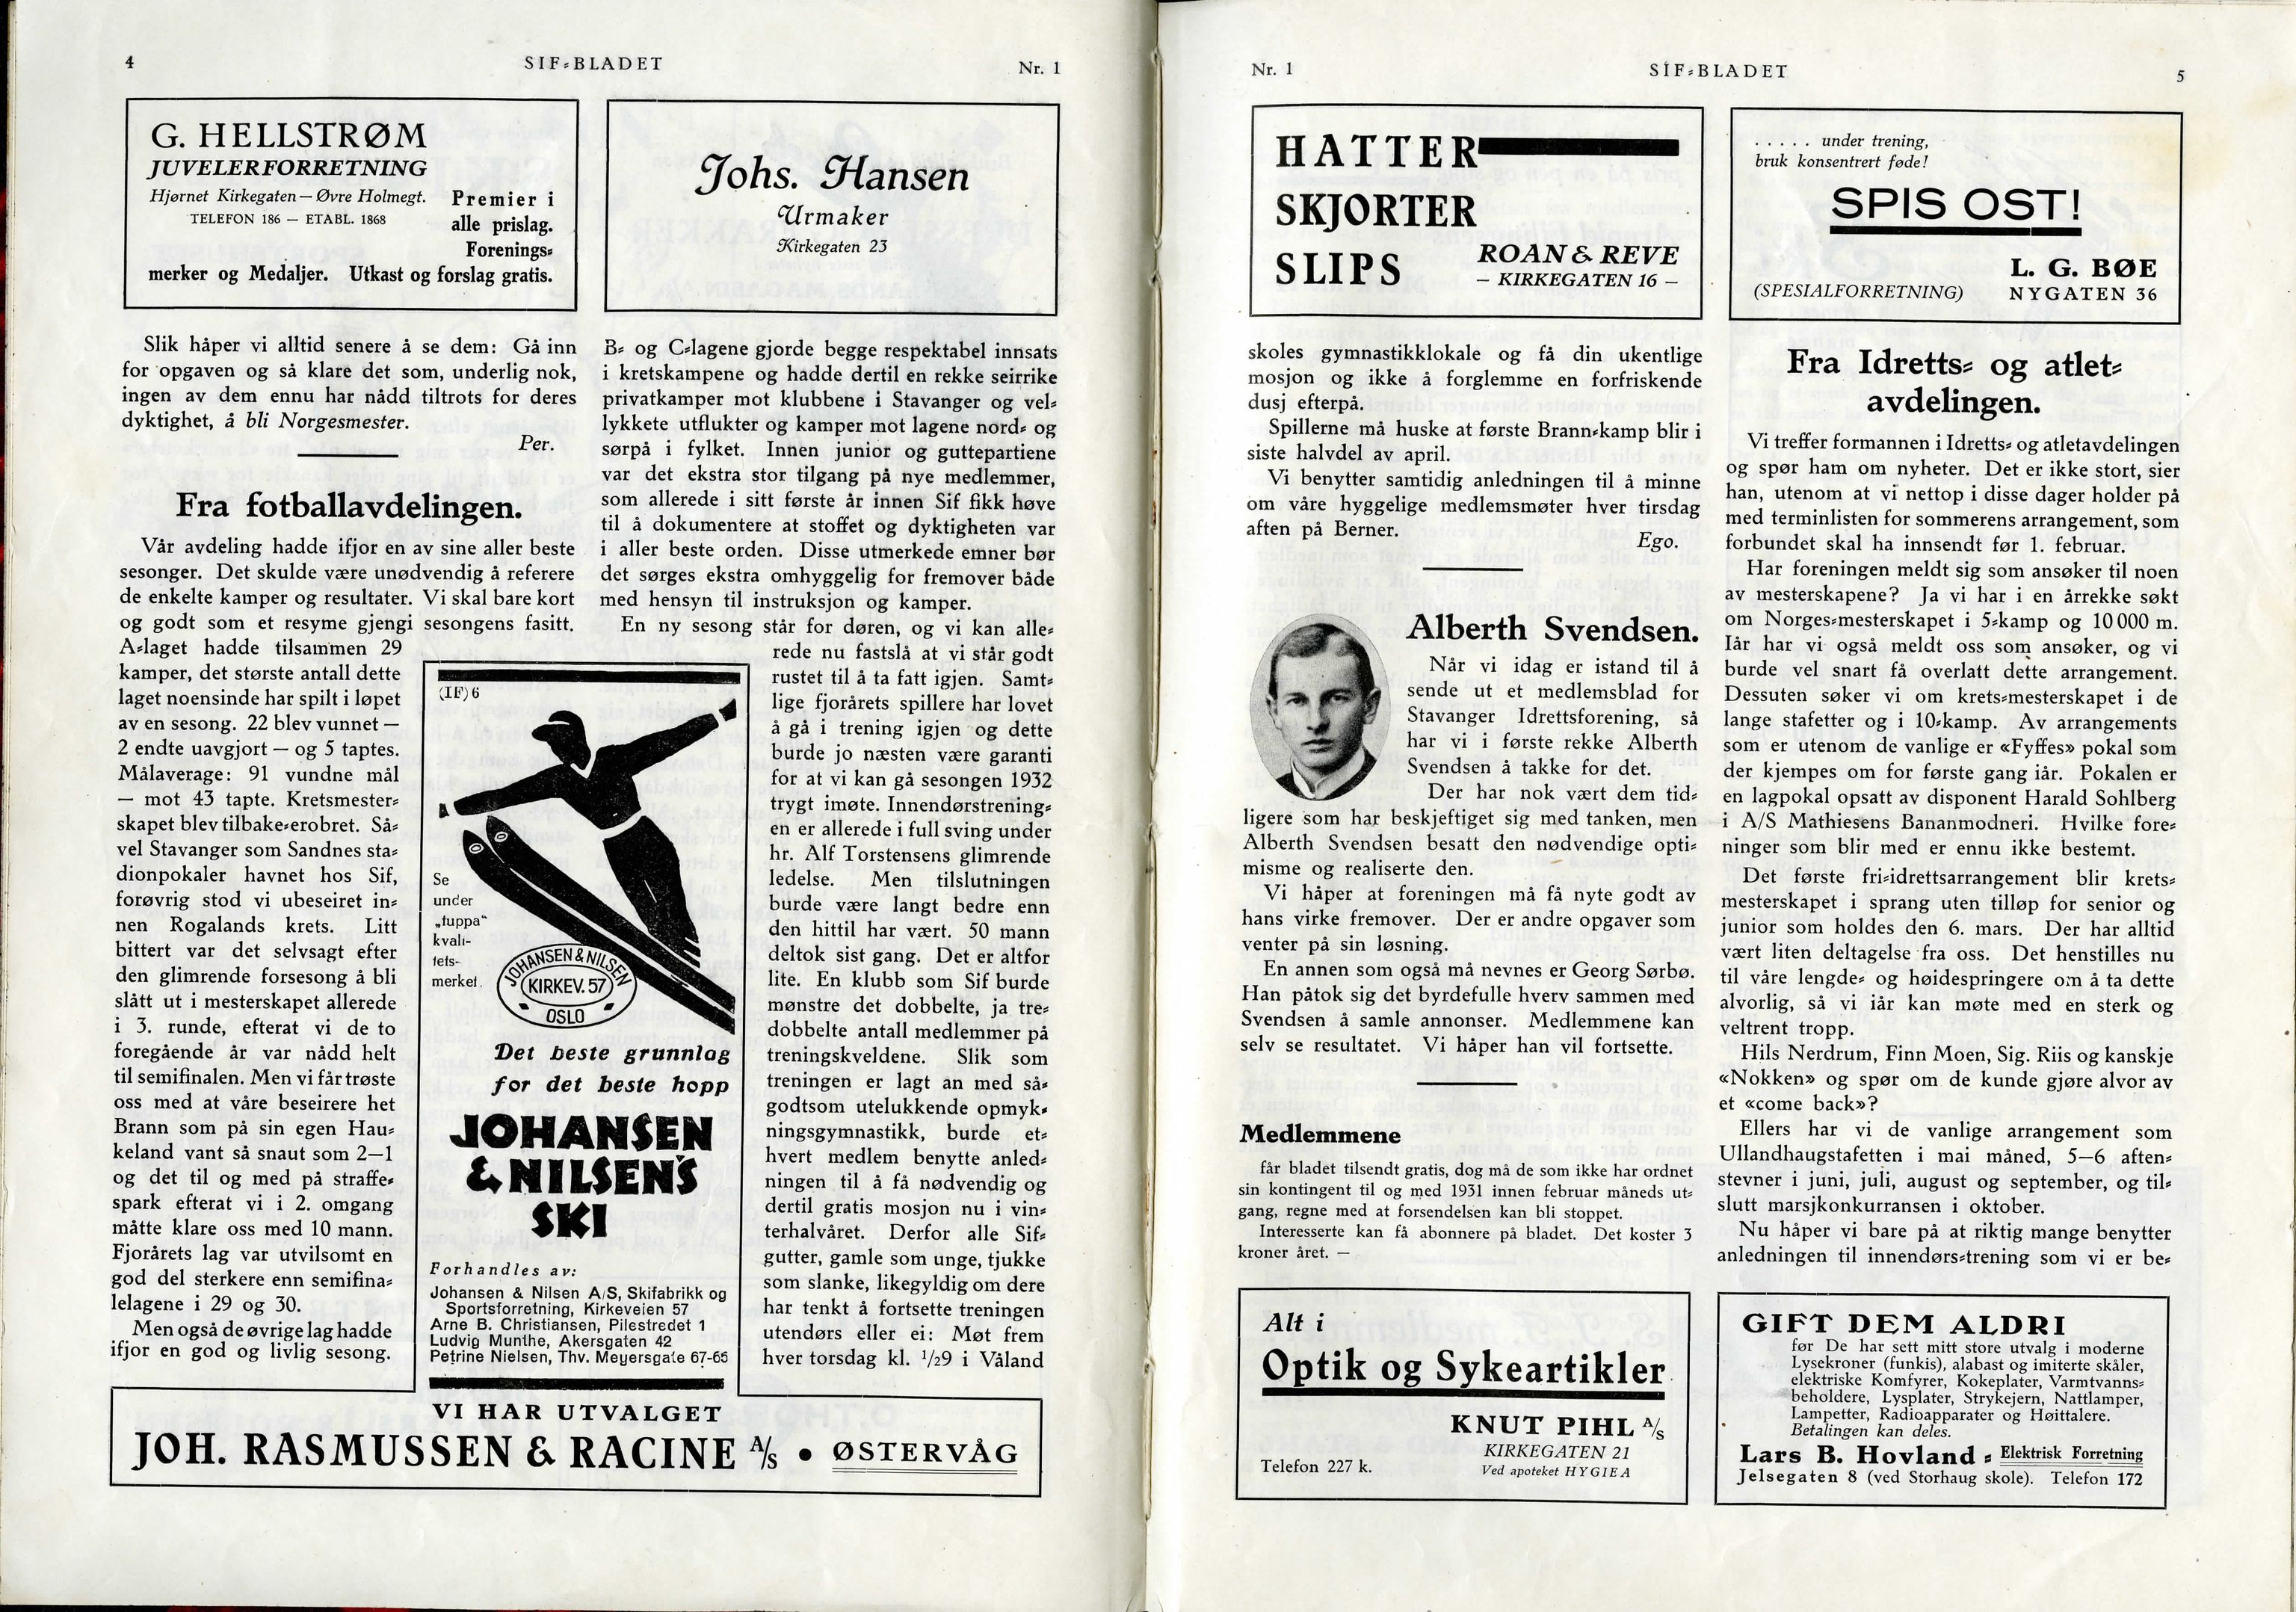 4
SIF-BLADET
Nr. 1
G. HELLSTRØM
JUVELERFORRETNING
Hjørnet Kirkegaten — Øvre Holmegt.
TELEFON 186 — ETABL. 1868
Premier i
alle prislag.
Forenings-
merker og Medaljer. Utkast og forslag gratis.
Johs. Hansen
Urmaker
Kirkegaten 23
Slik håper vi alltid senere å se dem: Gå inn
for opgaven og så klare det som, underlig nok,
ingen av dem ennu har nådd tiltrots for deres
dyktighet, å bli Norgesmester.
Per.
Fra fotballavdelingen.
Vår avdeling hadde ifjor en av sine aller beste
sesonger. Det skulde være unødvendig å referere
de enkelte kamper og resultater. Vi skal bare kort
og godt som et resyme gjengi sesongens fasitt.
A-laget hadde tilsammen 29
kamper, det største antall dette
laget noensinde har spilt i løpet
av en sesong. 22 blev vunnet —
2 endte uavgjort — og 5 taptes.
Målaverage: 91 vundne mål
— mot 43 tapte. Kretsmester-
skapet blev tilbake-erobret. Så-
vel Stavanger som Sandnes sta-
dionpokaler havnet hos Sif,
forøvrig stod vi ubeseiret in-
nen Rogalands krets. Litt
bittert var det selvsagt efter
den glimrende forsesong å bli
slått ut i mesterskapet allerede
i 3. runde, efterat vi de to
foregående år var nådd helt
til semifinalen. Men vi får trøste
oss med at våre beseirere het
Brann som på sin egen Hau-
keland vant så snaut som 2—1
og det til og med på straffe-
spark efterat vi i 2. omgang
måtte klare oss med 10 mann.
Fjorårets lag var utvilsomt en
god del sterkere enn semifina-
lelagene i 29 og 30.
Men også de øvrige lag hadde
ifjor en god og livlig sesong.
(IF) 6
Se
under
„tuppa"
kvali-
tets-
merket.
JOHANSEN & NILSEN
KIRKEV. 57
OSLO
Det beste grunnlag
for det beste hopp
JOHANSEN
& NILSEN'S
SKI
Forhandles av:
Johansen & Nilsen A/S, Skifabrikk og
Sportsforretning, Kirkeveien 57
Arne B. Christiansen, Pilestredet 1
Ludvig Munthe, Akersgaten 42
Petrine Nielsen, Thv. Meyersgate 67-65
B- og C-lagene gjorde begge respektabel innsats
i kretskampene og hadde dertil en rekke seirrike
privatkamper mot klubbene i Stavanger og vel-
lykkete utflukter og kamper mot lagene nord- og
sørpå i fylket. Innen junior og guttepartiene
var det ekstra stor tilgang på nye medlemmer,
som allerede i sitt første år innen Sif fikk høve
til å dokumentere at stoffet og dyktigheten var
i aller beste orden. Disse utmerkede emner bør
det sørges ekstra omhyggelig for fremover både
med hensyn til instruksjon og kamper.
En ny sesong står for døren, og vi kan alle-
rede nu fastslå at vi står godt
rustet til å ta fatt igjen. Samt-
lige fjorårets spillere har lovet
å gå i trening igjen og dette
burde jo næsten være garanti
for at vi kan gå sesongen 1932
trygt imøte. Innendørstrening-
en er allerede i full sving under
hr. Alf Torstensens glimrende
ledelse. Men tilslutningen
burde være langt bedre enn
den hittil har vært. 50 mann
deltok sist gang. Det er altfor
lite. En klubb som Sif burde
mønstre det dobbelte, ja tre-
dobbelte antall medlemmer på
treningskveldene. Slik som
treningen er lagt an med så-
godtsom utelukkende opmyk-
ningsgymnastikk, burde et-
hvert medlem benytte anled-
ningen til å få nødvendig og
dertil gratis mosjon nu i vin-
terhalvåret. Derfor alle Sif-
gutter, gamle som unge, tjukke
som slanke, likegyldig om dere
har tenkt å fortsette treningen
utendørs eller ei: Møt frem
hver torsdag kl. 1/29 i Våland
VI HAR UTVALGET
JOH. RASMUSSEN & RACINE A/S • ØSTERVÅG
Nr. 1
SIF-BLADET
5
HATTER
SKJORTER
SLIPS
ROAN & REVE
— KIRKEGATEN 16 —
. . . . . under trening,
bruk konsentrert føde!
SPIS OST!
L. G. BØE
(SPESIALFORRETNING)
NYGATEN 36
skoles gymnastikklokale og få din ukentlige
mosjon og ikke å forglemme en forfriskende
dusj efterpå.
Spillerne må huske at første Brann-kamp blir i
siste halvdel av april.
Vi benytter samtidig anledningen til å minne
om våre hyggelige medlemsmøter hver tirsdag
aften på Berner.
Ego.
Alberth Svendsen.
Når vi idag er istand til å
sende ut et medlemsblad for
Stavanger Idrettsforening, så
har vi i første rekke Alberth
Svendsen å takke for det.
Der har nok vært dem tid-
ligere som har beskjeftiget sig med tanken, men
Alberth Svendsen besatt den nødvendige opti-
misme og realiserte den.
Vi håper at foreningen må få nyte godt av
hans virke fremover. Der er andre opgaver som
venter på sin løsning.
En annen som også må nevnes er Georg Sørbø.
Han påtok sig det byrdefulle hverv sammen med
Svendsen å samle annonser. Medlemmene kan
selv se resultatet. Vi håper han vil fortsette.
Medlemmene
får bladet tilsendt gratis, dog må de som ikke har ordnet
sin kontingent til og med 1931 innen februar måneds ut-
gang, regne med at forsendelsen kan bli stoppet.
Interesserte kan få abonnere på bladet. Det koster 3
kroner året. —
Alt i
Optik og Sykeartikler
KNUT PIHL A/S
KIRKEGATEN 21
Telefon 227 k.
Ved apoteket HYGIEA
Fra Idretts- og atlet-
avdelingen.
Vi treffer formannen i Idretts- og atletavdelingen
og spør ham om nyheter. Det er ikke stort, sier
han, utenom at vi nettop i disse dager holder på
med terminlisten for sommerens arrangement, som
forbundet skal ha innsendt før 1. februar.
Har foreningen meldt sig som ansøker til noen
av mesterskapene? Ja vi har i en årrekke søkt
om Norges-mesterskapet i 5-kamp og 10 000 m.
Iår har vi også meldt oss som ansøker, og vi
burde vel snart få overlatt dette arrangement.
Dessuten søker vi om krets-mesterskapet i de
lange stafetter og i 10-kamp. Av arrangements
som er utenom de vanlige er «Fyffes» pokal som
der kjempes om for første gang iår. Pokalen er
en lagpokal opsatt av disponent Harald Sohlberg
i A/S Mathiesens Bananmodneri. Hvilke fore-
ninger som blir med er ennu ikke bestemt.
Det første fri-idrettsarrangement blir krets-
mesterskapet i sprang uten tilløp for senior og
junior som holdes den 6. mars. Der har alltid
vært liten deltagelse fra oss. Det henstilles nu
til våre lengde- og høidespringere om å ta dette
alvorlig, så vi iår kan møte med en sterk og
veltrent tropp.
Hils Nerdrum, Finn Moen, Sig. Riis og kanskje
«Nokken» og spør om de kunde gjøre alvor av
et «come back»?
Ellers har vi de vanlige arrangement som
Ullandhaugstafetten i mai måned, 5—6 aften-
stevner i juni, juli, august og september, og til-
slutt marsjkonkurransen i oktober.
Nu håper vi bare på at riktig mange benytter
anledningen til innendørs-trening som vi er be-
GIFT DEM ALDRI
før De har sett mitt store utvalg i moderne
Lysekroner (funkis), alabast og imiterte skåler,
elektriske Komfyrer, Kokeplater, Varmtvanns-
beholdere, Lysplater, Strykejern, Nattlamper,
Lampetter, Radioapparater og Høittalere.
Betalingen kan deles.
Lars B. Hovland - Elektrisk Forretning
Jelsegaten 8 (ved Storhaug skole). Telefon 172